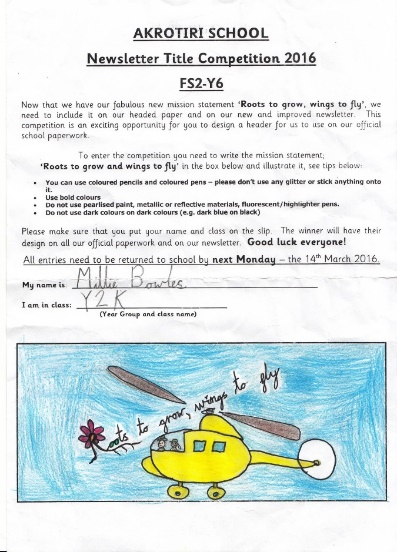 AKROTIRI SCHOOL
Newsletter Title Competition 2016
FS2-Y6
Now that we have our fabulous new mission statement 'Roots to grow, wings to fly', we
need to include it on our headed paper and on our new and improved newsletter. This
competition is an exciting opportunity for you to design a header for us to use on our official
school paperwork.
To enter the competition you need to write the mission statement;
'Roots to grow and wings to fly' in the box below and illustrate it, see tips below:
• You can use coloured pencils and coloured pens – please don't use any glitter or stick anything onto
it.
• Use bold colours
• Do not use pearlised paint, metallic or reflective materials, fluorescent/highlighter pens.
• Do not use dark colours on dark colours (e.g. dark blue on black)
Please make sure that you put your name and class on the slip. The winner will have their
design on all our official paperwork and on our newsletter. Good luck everyone!
All entries need to be returned to school by next Monday – the 14th March 2016.
My name is: Millie Bowles
I am in class: Y2K
(Year Group and class name)
Roots to grow, wings to fly